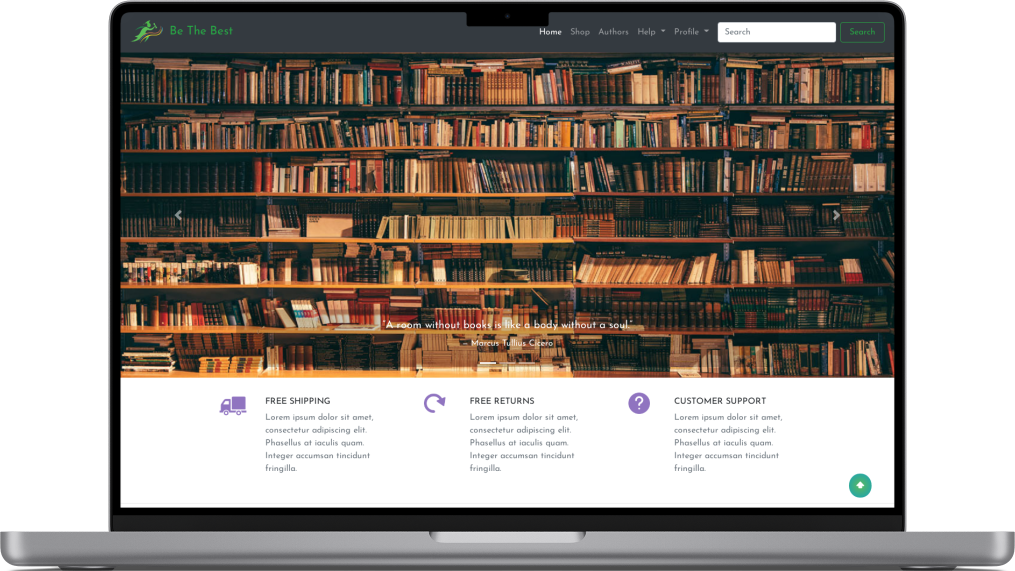 Be The Best
Home Shop Authors Help Profile Search Search
"A room without books is like a body without a soul."
— Marcus Tullius Cicero
FREE SHIPPING
Lorem ipsum dolor sit amet,
consectetur adipiscing elit.
Phasellus at iaculis quam.
Integer accumsan tincidunt
fringilla.
FREE RETURNS
Lorem ipsum dolor sit amet,
consectetur adipiscing elit.
Phasellus at iaculis quam.
Integer accumsan tincidunt
fringilla.
CUSTOMER SUPPORT
Lorem ipsum dolor sit amet,
consectetur adipiscing elit.
Phasellus at iaculis quam.
Integer accumsan tincidunt
fringilla.